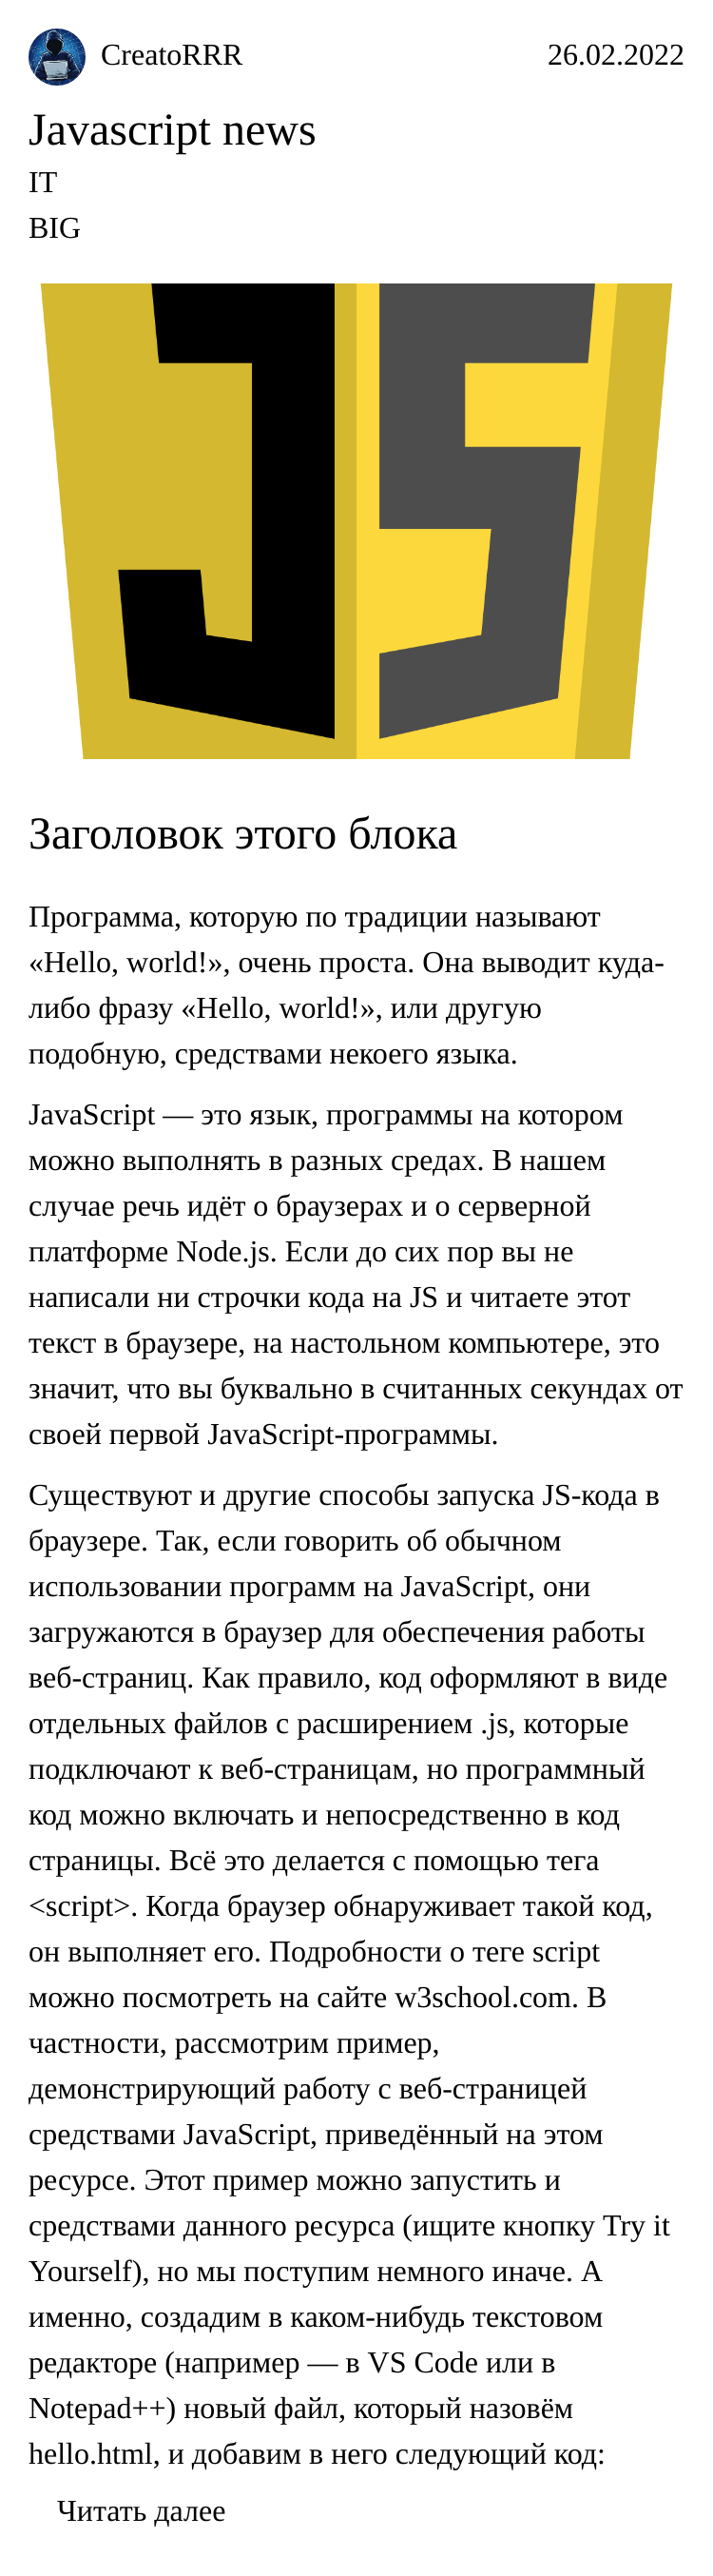 CreatoRRR
26.02.2022
Javascript news
IT
BIG
JS
Заголовок этого блока
Программа, которую по традиции называют
«Hello, world!», очень проста. Она выводит куда-
либо фразу «Hello, world!», или другую
подобную, средствами некоего языка.
JavaScript — это язык, программы на котором
можно выполнять в разных средах. В нашем
случае речь идёт о браузерах и о серверной
платформе Node.js. Если до сих пор вы не
написали ни строчки кода на JS и читаете этот
текст в браузере, на настольном компьютере, это
значит, что вы буквально в считанных секундах от
своей первой JavaScript-программы.
Существуют и другие способы запуска JS-кода в
браузере. Так, если говорить об обычном
использовании программ на JavaScript, они
загружаются в браузер для обеспечения работы
веб-страниц. Как правило, код оформляют в виде
отдельных файлов с расширением .js, которые
подключают к веб-страницам, но программный
код можно включать и непосредственно в код
страницы. Всё это делается с помощью тега
<script>. Когда браузер обнаруживает такой код,
он выполняет его. Подробности о теге script
можно посмотреть на сайте w3school.com. В
частности, рассмотрим пример,
демонстрирующий работу с веб-страницей
средствами JavaScript, приведённый на этом
ресурсе. Этот пример можно запустить и
средствами данного ресурса (ищите кнопку Try it
Yourself), но мы поступим немного иначе. А
именно, создадим в каком-нибудь текстовом
редакторе (например — в VS Code или в
Notepad++) новый файл, который назовём
hello.html, и добавим в него следующий код:
Читать далее